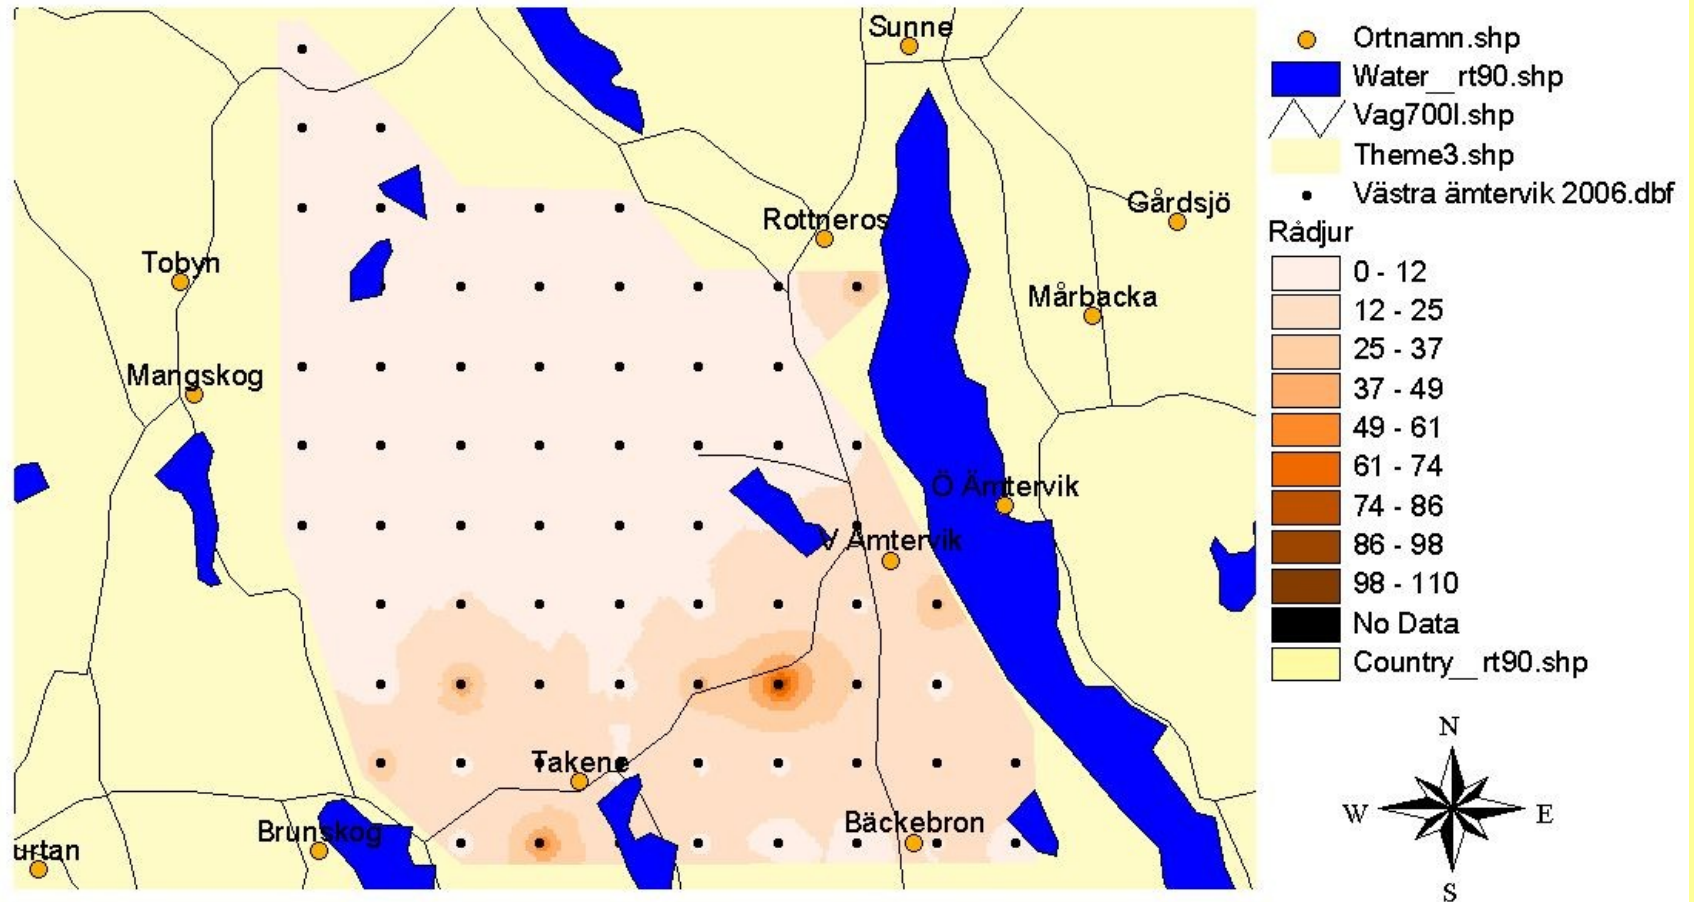 Sunne
Rottneros
Gårdsjö
Tobyn
Mårbacka
Mangskog
Ö Ämtervik
V Ämtervik
Takene
Brunskog
Bäckebron
urtan
Ortnamn.shp
Water__rt90.shp
Vag700l.shp
Theme3.shp
Västra ämtervik 2006.dbf
Rådjur
0 - 12
12 - 25
25 - 37
37 - 49
49 - 61
61 - 74
74 - 86
86 - 98
98 - 110
No Data
Country__rt90.shp
N
W E
S